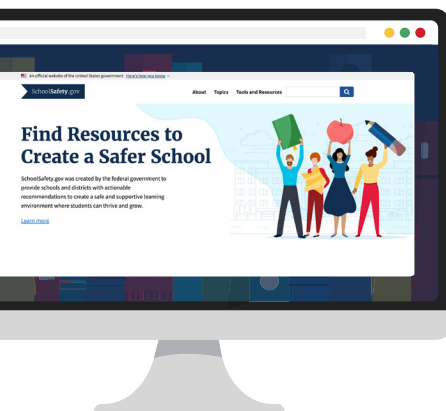 An official website of the United States government Here's how you know
SchoolSafety.gov
About Topics Tools and Resources
Find Resources to
Create a Safer School
SchoolSafety.gov was created by the federal government to
provide schools and districts with actionable
recommendations to create a safe and supportive learning
environment where students can thrive and grow.
Learn more